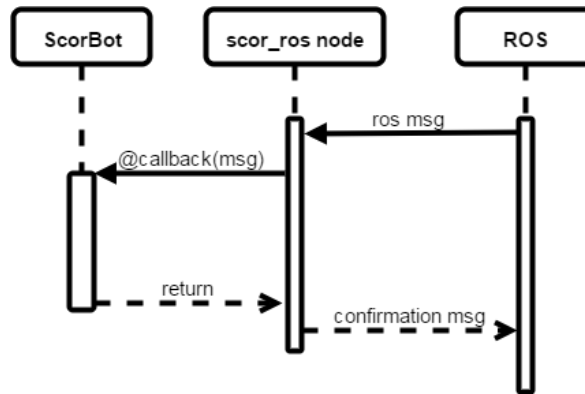 ScorBot
scor_ros node
ROS
ros msg
@callback(msg)
return
confirmation msg